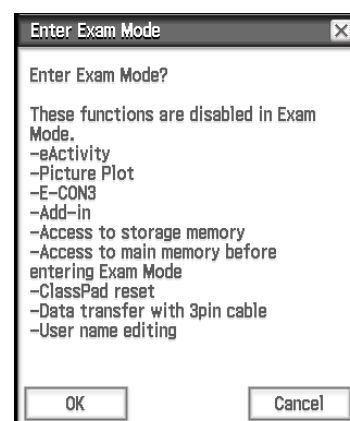 Enter Exam Mode
Enter Exam Mode?
These functions are disabled in Exam
Mode.
-eActivity
-Picture Plot
-E-CON3
-Add-in
-Access to storage memory
-Access to main memory before
entering Exam Mode
-ClassPad reset
-Data transfer with 3pin cable
-User name editing
OK Cancel